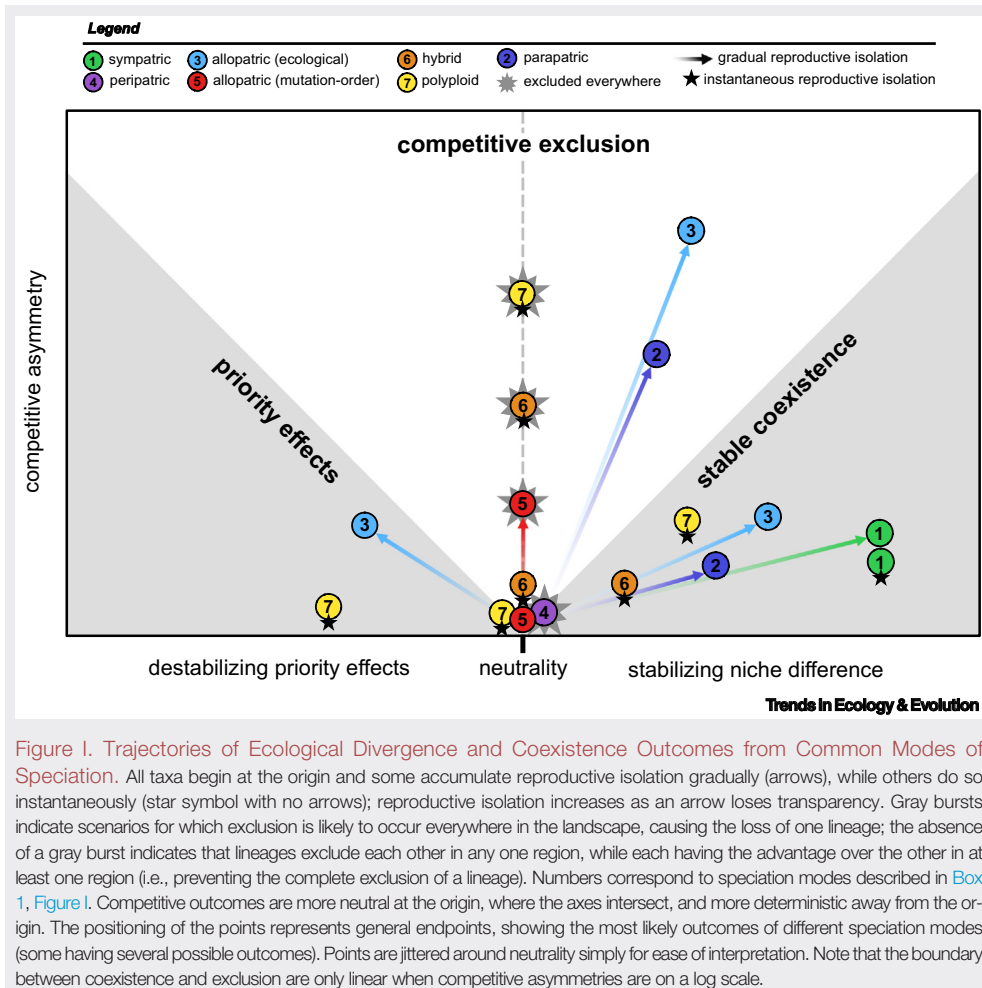 Legend
1 sympatric 3 allopatric (ecological) 6 hybrid 2 parapatric gradual reproductive isolation
4 peripatric 5 allopatric (mutation-order) 7 polyploid excluded everywhere instantaneous reproductive isolation
competitive exclusion
3
7
2
6
priority effects
stable coexistence
competitive asymmetry
5
3
7
3
1
2
1
6
6
7
7
5
4
destabilizing priority effects neutrality stabilizing niche difference
Trends in Ecology & Evolution
Figure I. Trajectories of Ecological Divergence and Coexistence Outcomes from Common Modes of
Speciation. All taxa begin at the origin and some accumulate reproductive isolation gradually (arrows), while others do so
instantaneously (star symbol with no arrows); reproductive isolation increases as an arrow loses transparency. Gray bursts
indicate scenarios for which exclusion is likely to occur everywhere in the landscape, causing the loss of one lineage; the absence
of a gray burst indicates that lineages exclude each other in any one region, while each having the advantage over the other in at
least one region (i.e., preventing the complete exclusion of a lineage). Numbers correspond to speciation modes described in Box
1, Figure I. Competitive outcomes are more neutral at the origin, where the axes intersect, and more deterministic away from the or-
igin. The positioning of the points represents general endpoints, showing the most likely outcomes of different speciation modes
(some having several possible outcomes). Points are jittered around neutrality simply for ease of interpretation. Note that the boundary
between coexistence and exclusion are only linear when competitive asymmetries are on a log scale.